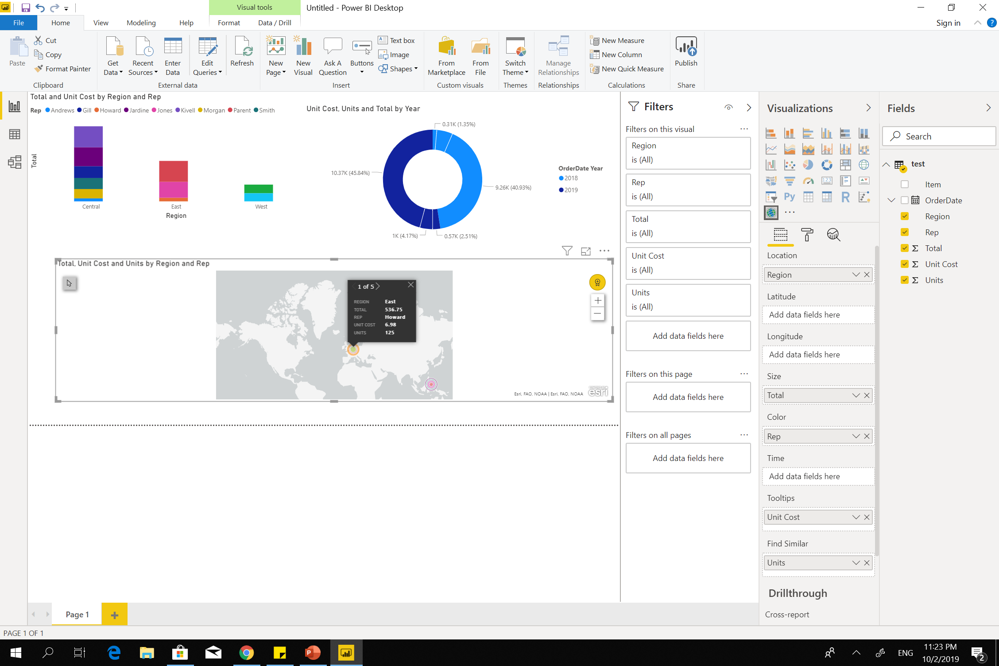 Visual tools
Untitled - Power BI Desktop
File
Home
View
Modeling
Help
Format
Data / Drill
Sign in
Paste
Cut
Copy
Format Painter
Clipboard
Get Data
Recent Sources
Enter Data
Edit Queries
Refresh
External data
New Page
New Visual
Ask A Question
Buttons
Text box
Image
Shapes
Insert
From Marketplace
From File
Custom visuals
Switch Theme
Themes
Manage Relationships
Relationships
New Measure
New Column
New Quick Measure
Calculations
Publish
Share
Total and Unit Cost by Region and Rep
Rep Andrews Gill Howard Jardine Jones Kivell Morgan Parent Smith
Total
Central
East
West
Region
Unit Cost, Units and Total by Year
0.31K (1.35%)
10.37K (45.84%)
9.26K (40.93%)
1K (4.17%)
0.57K (2.51%)
OrderDate Year
2018
2019
Total, Unit Cost and Units by Region and Rep
1 of 5
REGION East
TOTAL 536.75
REP Howard
UNIT COST 6.98
UNITS 125
Esri, FAO, NOAA | Esri, FAO, NOAA
POWERED BY
esri
Filters
Filters on this visual
Region
is (All)
Rep
is (All)
Total
is (All)
Unit Cost
is (All)
Units
is (All)
Add data fields here
Filters on this page
Add data fields here
Filters on all pages
Add data fields here
Visualizations
123
Py
R
Location
Region
Latitude
Add data fields here
Longitude
Add data fields here
Size
Total
Color
Rep
Time
Add data fields here
Tooltips
Unit Cost
Find Similar
Units
Drillthrough
Cross-report
Fields
Search
test
Item
OrderDate
Region
Rep
Σ Total
Σ Unit Cost
Σ Units
Page 1
PAGE 1 OF 1
ENG
11:23 PM
10/2/2019
2